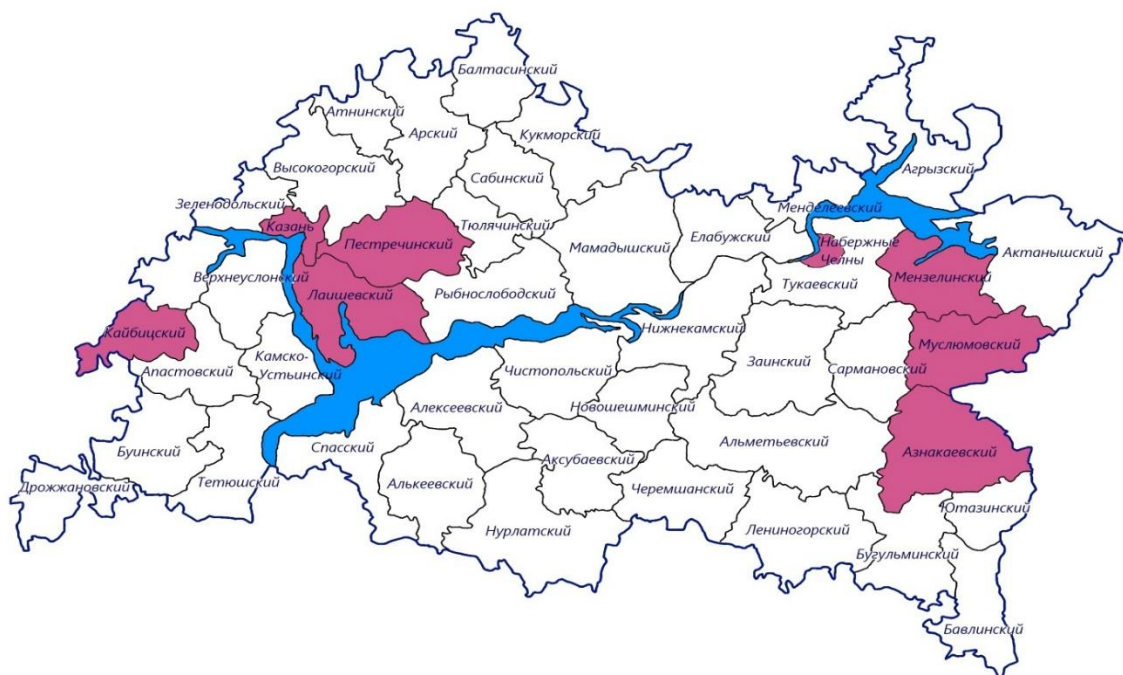 Балтасинский
Атнинский
Арский
Кукморский
Высокогорский
Агрызский
Сабинский
Зеленодольский
Менделеевский
Казань
Пестречинский
Тюлячинский
Мамадышский
Елабужский
Набержные
Челны
Актанышский
Верхнеуслонский
Лаишевский
Рыбнослободский
Тукаевский
Мензелинский
Кайбицский
Нижнекамский
Муслюмовский
Камско-
Устьинский
Апастовский
Чистопольский
Заинский
Сармановский
Алексеевский
Новошешминский
Буинский
Спасский
Альметьевский
Азнакаевский
Аксубаевский
Дрожжановский
Тетюшский
Алькеевский
Черемшанский
Ютазинский
Нурлатский
Лениногорский
Бугульминский
Бавлинский